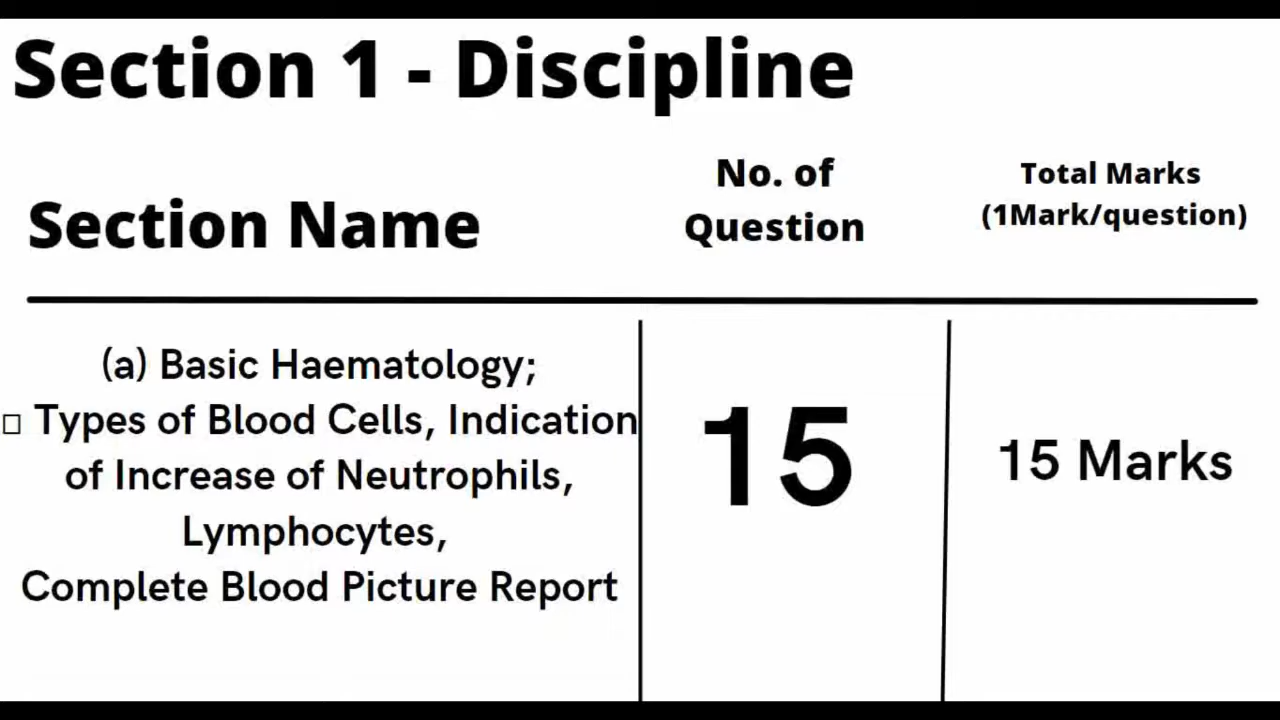 Section 1 - Discipline
Section Name
No. of
Question
Total Marks
(1Mark/question)
(a) Basic Haematology;
□ Types of Blood Cells, Indication
of Increase of Neutrophils,
Lymphocytes,
Complete Blood Picture Report
15
15 Marks